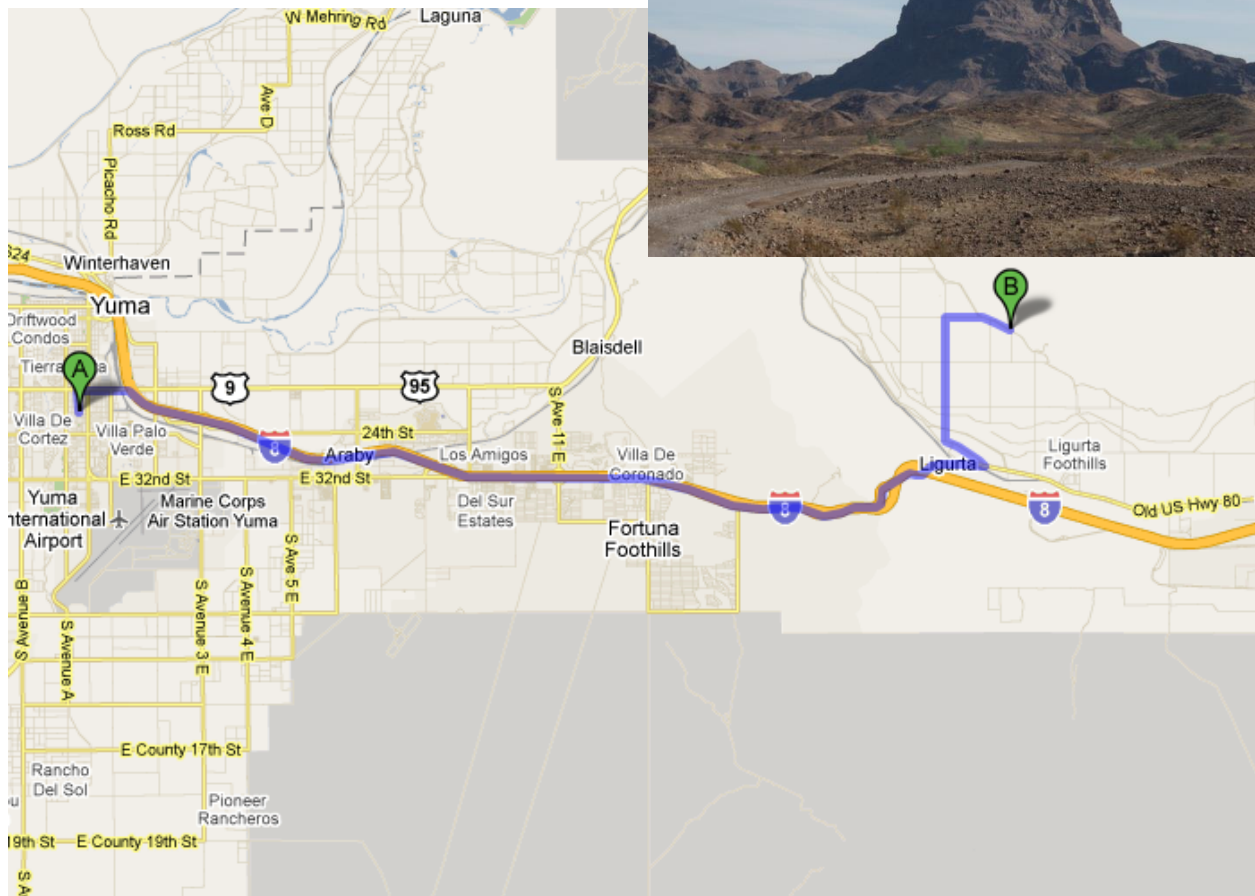 Laguna
W Mehring Rd
Ave D
Ross Rd
Picacho Rd
S24
Winterhaven
Yuma
Driftwood
Condos
B
Blaisdell
A
9
95
Villa De
Cortez
Villa Palo
Verde
24th St
8
Araby
Los Amigos
S Ave 11 E
Villa De
Coronado
Ligurta
Ligurta
Foothills
E 32nd St
E 32nd St
Yuma
International
Airport
Marine Corps
Air Station Yuma
Del Sur
Estates
8
8
Old US Hwy 80
Fortuna
Foothills
S Ave 5 E
S Avenue B
S Avenue A
S Avenue 3 E
S Avenue 4 E
E County 17th St
Rancho
Del Sol
Pioneer
Rancheros
19th St
E County 19th St